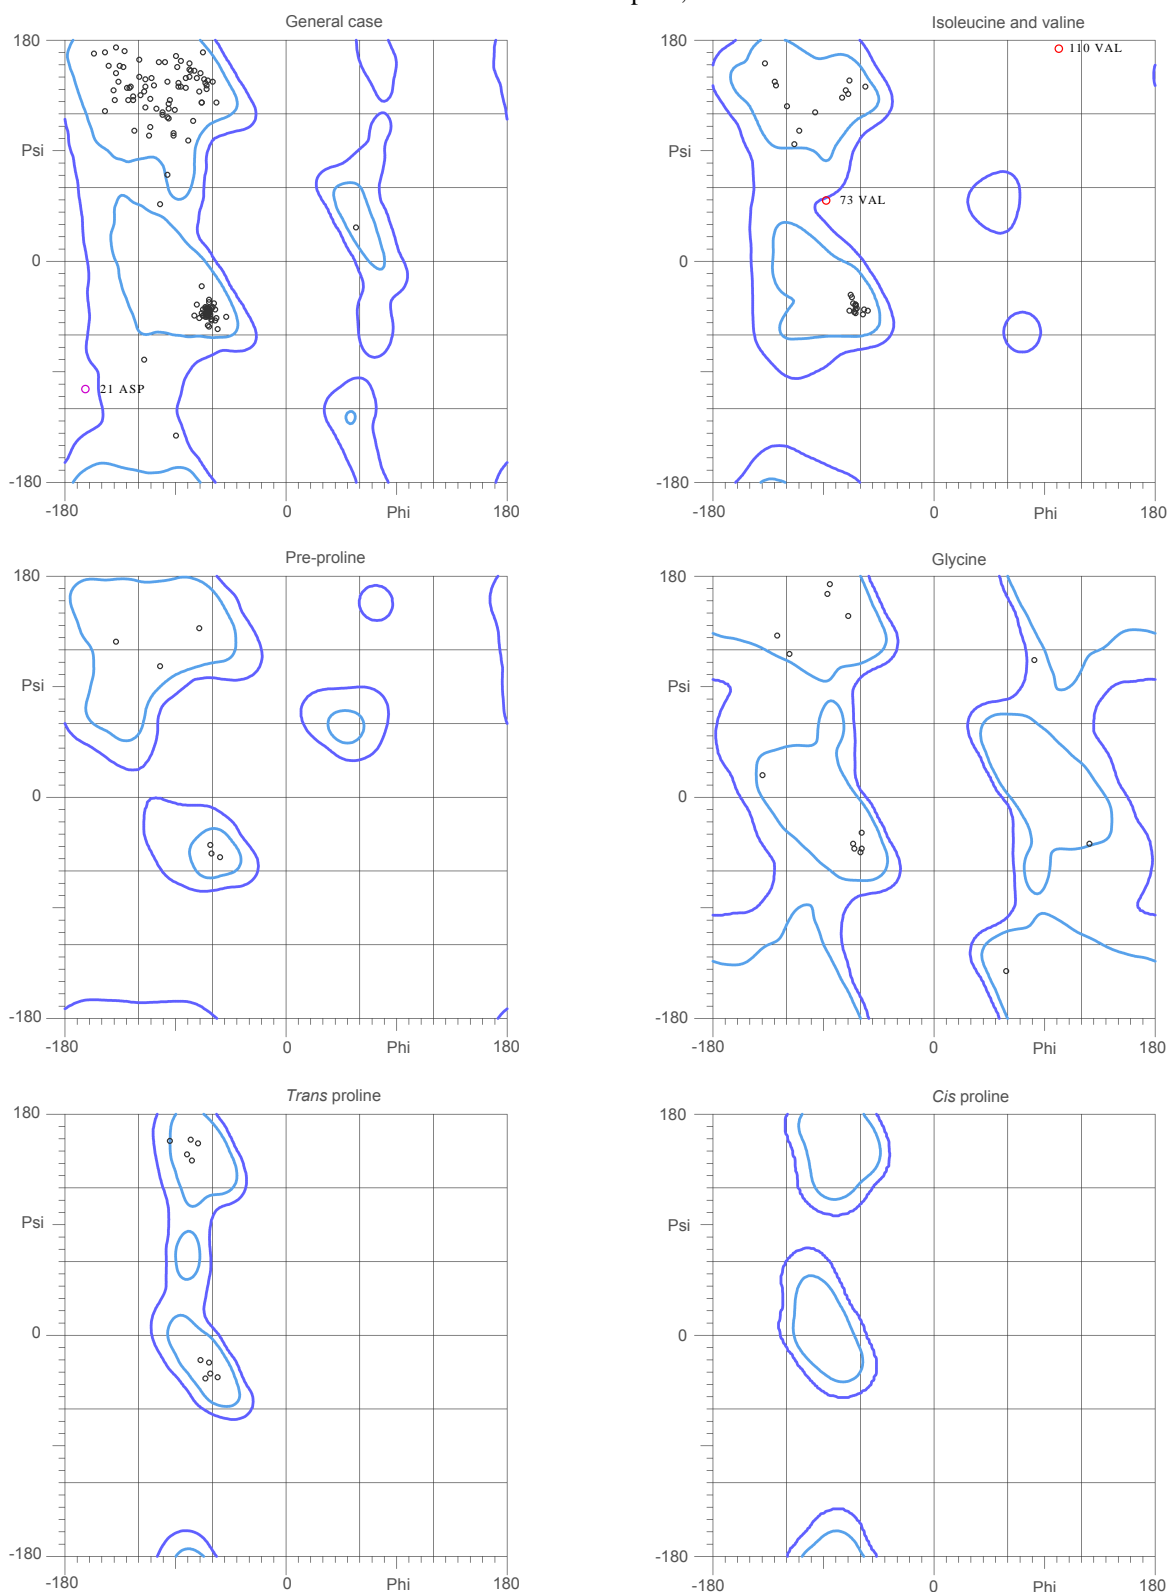 General case
Isoleucine and valine
180
Psi
0
-180
-180
0
Phi
180
21 ASP
180
Psi
0
-180
-180
0
Phi
180
110 VAL
73 VAL
Pre-proline
Glycine
180
Psi
0
-180
-180
0
Phi
180
180
Psi
0
-180
-180
0
Phi
180
Trans proline
Cis proline
180
Psi
0
-180
-180
0
Phi
180
180
Psi
0
-180
-180
0
Phi
180